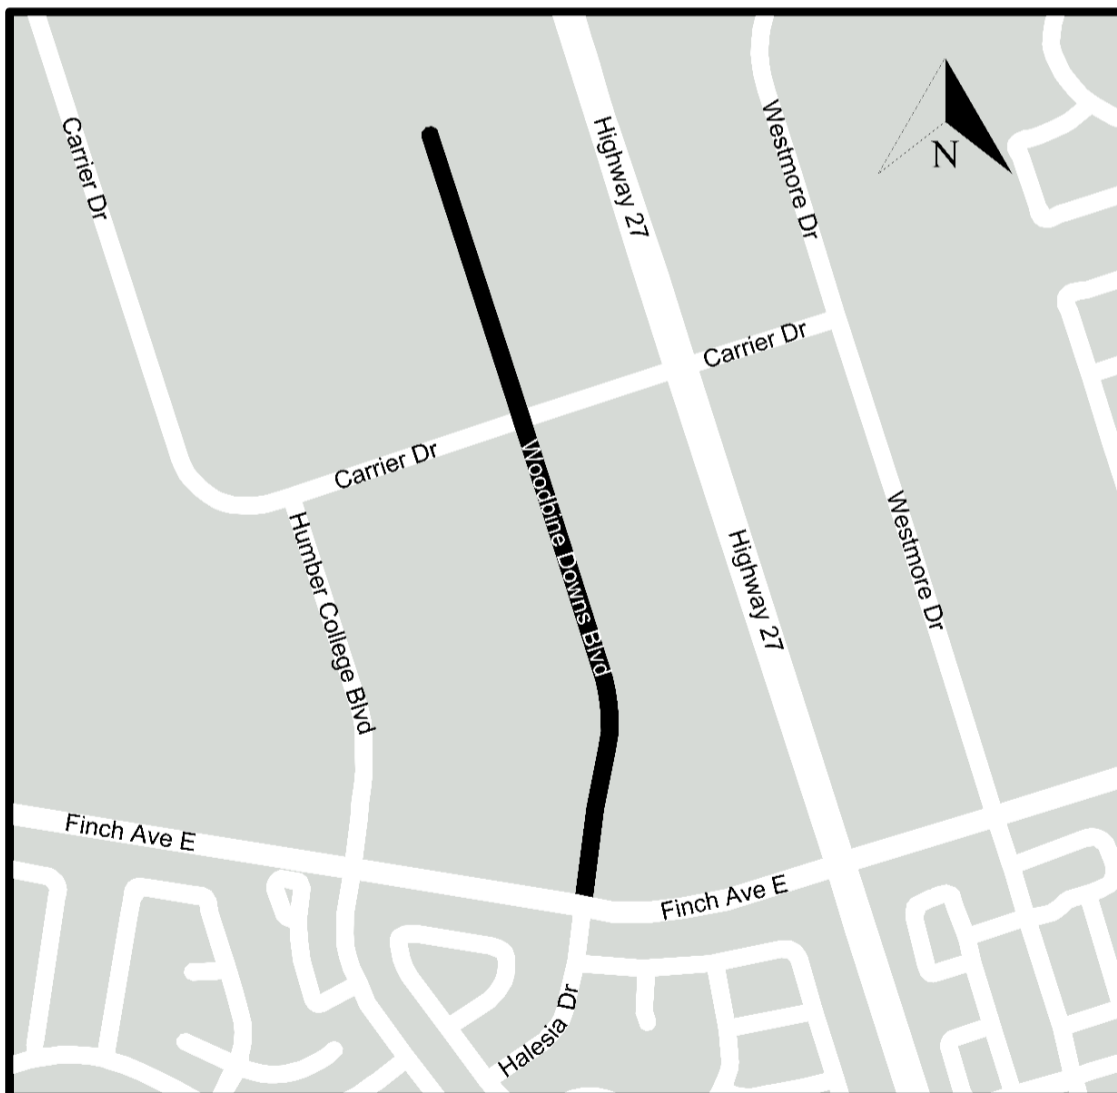 Carrier Dr
Highway 27
Westmore Dr
N
Carrier Dr
Carrier Dr
Woodbine Downs Blvd
Humber College Blvd
Highway 27
Westmore Dr
Finch Ave E
Finch Ave E
Halesia Dr